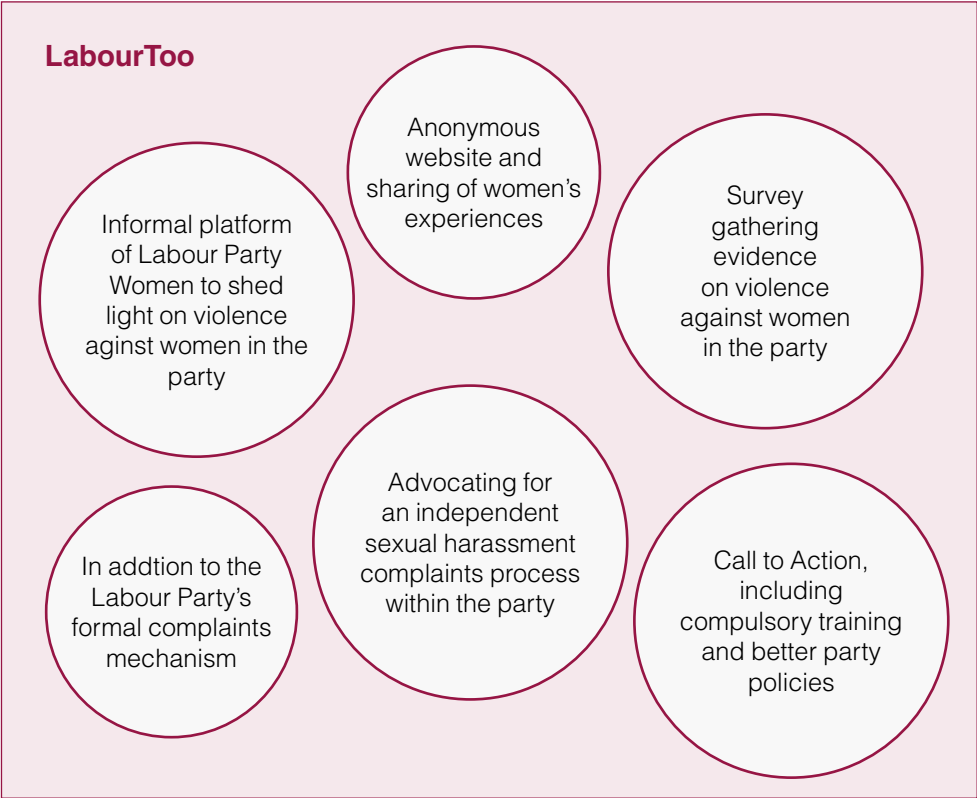 LabourToo
Anonymous
website and
sharing of women’s
experiences
Informal platform
of Labour Party
Women to shed
light on violence
aginst women in the
party
Survey
gathering
evidence
on violence
against women
in the party
In addtion to the
Labour Party’s
formal complaints
mechanism
Advocating for
an independent
sexual harassment
complaints process
within the party
Call to Action,
including
compulsory training
and better party
policies